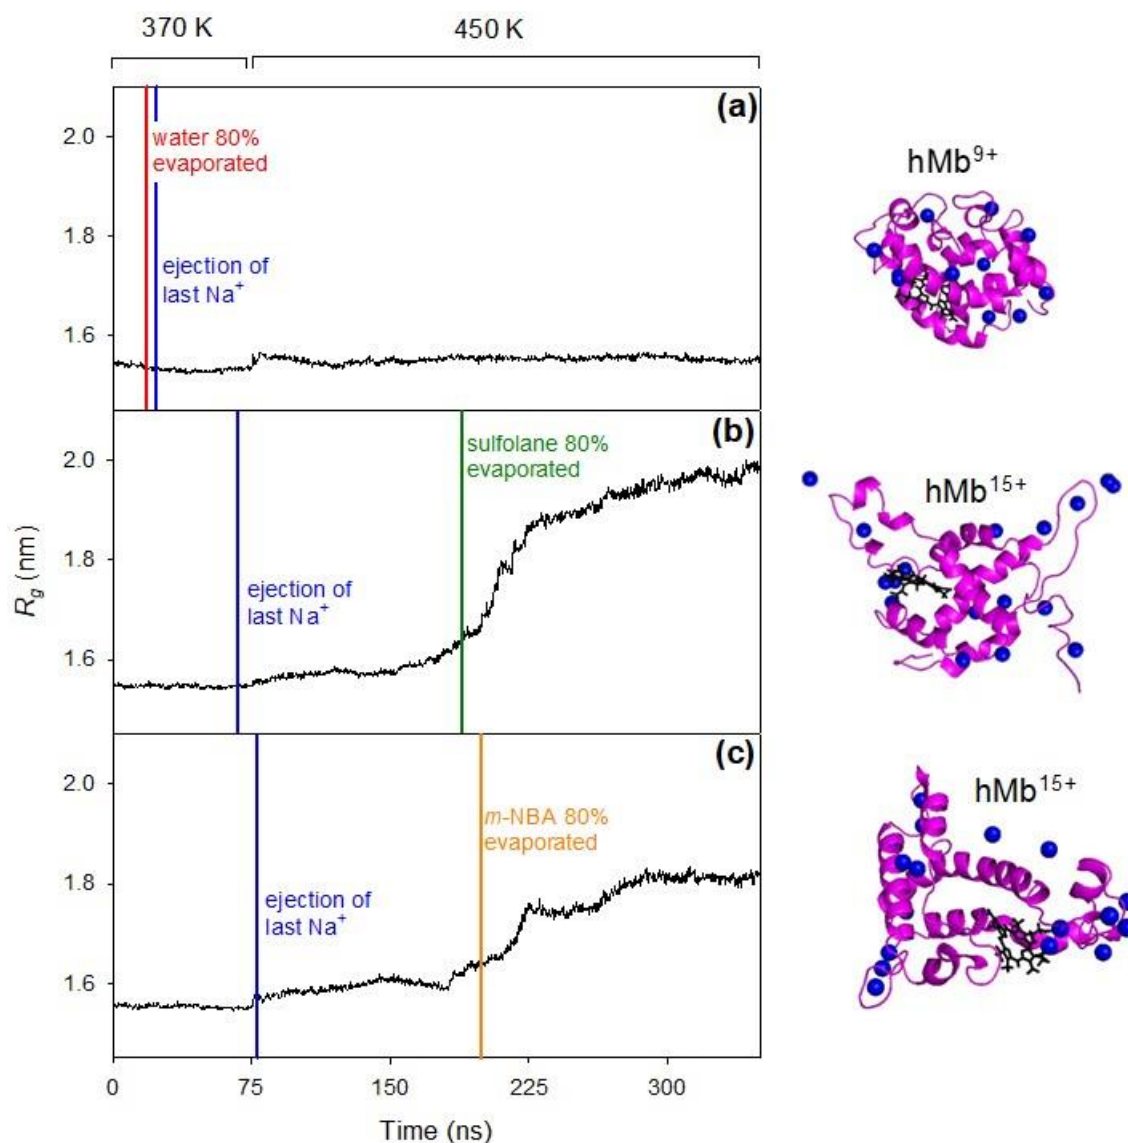 370 K
450 K
(a)
2.0
1.8
1.6
water 80%
evaporated
ejection of
last Na⁺
hMb⁹⁺
(b)
2.0
1.8
1.6
sulfolane 80%
evaporated
ejection of
last Na⁺
hMb¹⁵⁺
Rg (nm)
(c)
2.0
1.8
1.6
m-NBA 80%
evaporated
ejection of
last Na⁺
hMb¹⁵⁺
0
75
150
225
300
Time (ns)